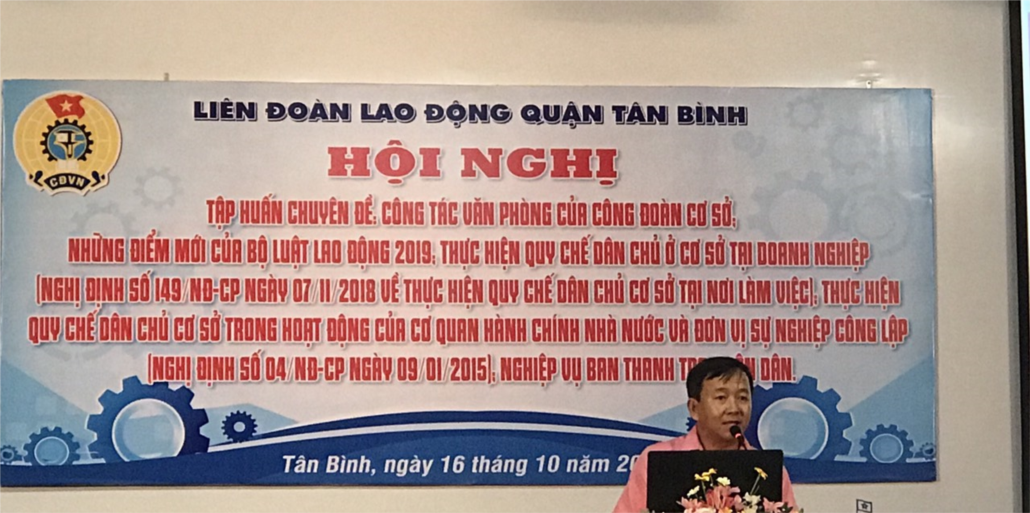 CĐVN
LIÊN ĐOÀN LAO ĐỘNG QUẬN TÂN BÌNH
HỘI NGHỊ
TẬP HUẤN CHUYÊN ĐỀ: CÔNG TÁC VĂN PHÒNG CỦA CÔNG ĐOÀN CƠ SỞ;
NHỮNG ĐIỂM MỚI CỦA BỘ LUẬT LAO ĐỘNG 2019; THỰC HIỆN QUY CHẾ DÂN CHỦ Ở CƠ SỞ TẠI DOANH NGHIỆP
(NGHỊ ĐỊNH SỐ 149/NĐ-CP NGÀY 07/11/2018 VỀ THỰC HIỆN QUY CHẾ DÂN CHỦ CƠ SỞ TẠI NƠI LÀM VIỆC); THỰC HIỆN
QUY CHẾ DÂN CHỦ CƠ SỞ TRONG HOẠT ĐỘNG CỦA CƠ QUAN HÀNH CHÍNH NHÀ NƯỚC VÀ ĐƠN VỊ SỰ NGHIỆP CÔNG LẬP
(NGHỊ ĐỊNH SỐ 04/NĐ-CP NGÀY 09/01/2015); NGHIỆP VỤ BAN THANH DÂN.
Tân Bình, ngày 16 tháng 10 năm